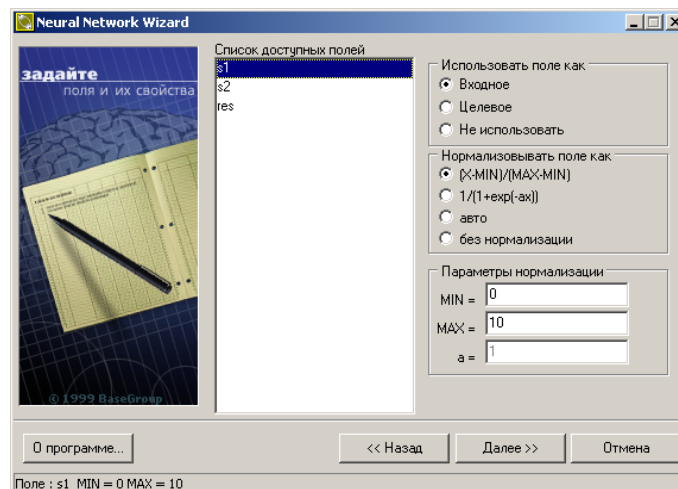 Neural Network Wizard
задайте
поля и их свойства
© 1999 BaseGroup
Список доступных полей
s1
s2
res
Использовать поле как
Входное
Целевое
Не использовать
Нормализовывать поле как
(X-MIN)/(MAX-MIN)
1/(1+exp(-ax))
авто
без нормализации
Параметры нормализации
MIN = 0
MAX = 10
a = 1
О программе...
<< Назад
Далее >>
Отмена
Поле : s1 MIN = 0 MAX = 10